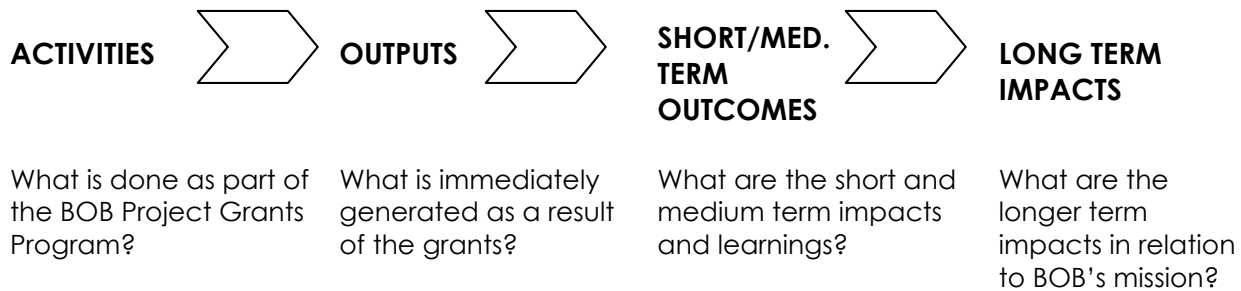 ACTIVITIES
OUTPUTS
SHORT/MED.
TERM
OUTCOMES
LONG TERM
IMPACTS
What is done as part of
the BOB Project Grants
Program?
What is immediately
generated as a result
of the grants?
What are the short and
medium term impacts
and learnings?
What are the
longer term
impacts in relation
to BOB’s mission?